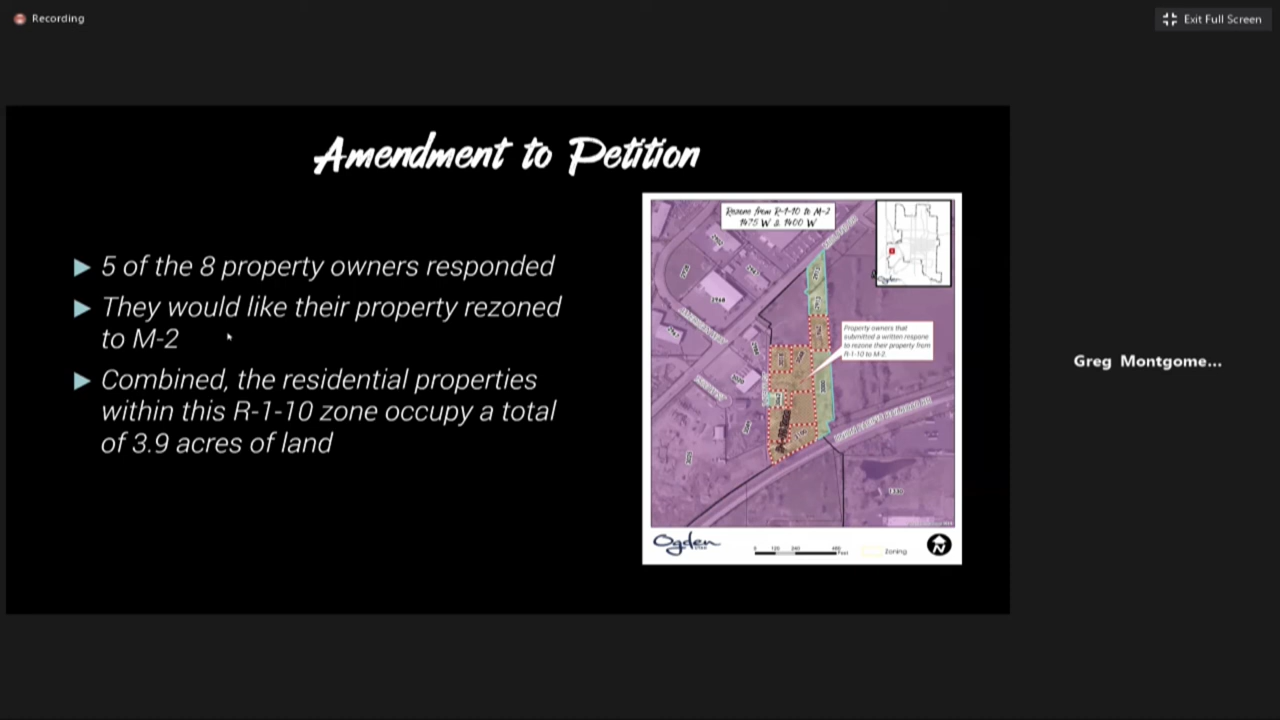 Recording
Exit Full Screen
Amendment to Petition
5 of the 8 property owners responded
They would like their property rezoned
to M-2
Combined, the residential properties
within this R-1-10 zone occupy a total
of 3.9 acres of land
Rezone from R-1-10 to M-2
1475 W & 1400 W
Property owners that
submitted a written respone
to rezone their property from
R-1-10 to M-2.
Ogden
Zoning
N
Greg Montgome...